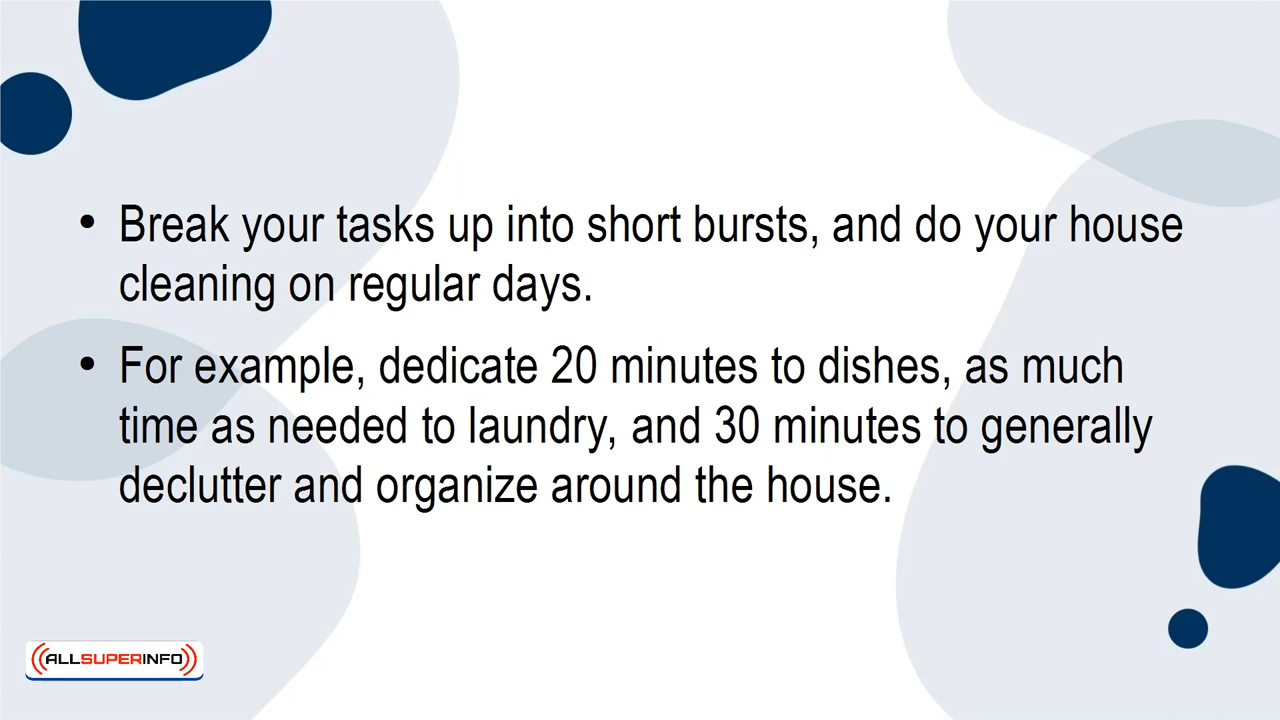 • Break your tasks up into short bursts, and do your house
cleaning on regular days.
• For example, dedicate 20 minutes to dishes, as much
time as needed to laundry, and 30 minutes to generally
declutter and organize around the house.
ALLSUPERINFO